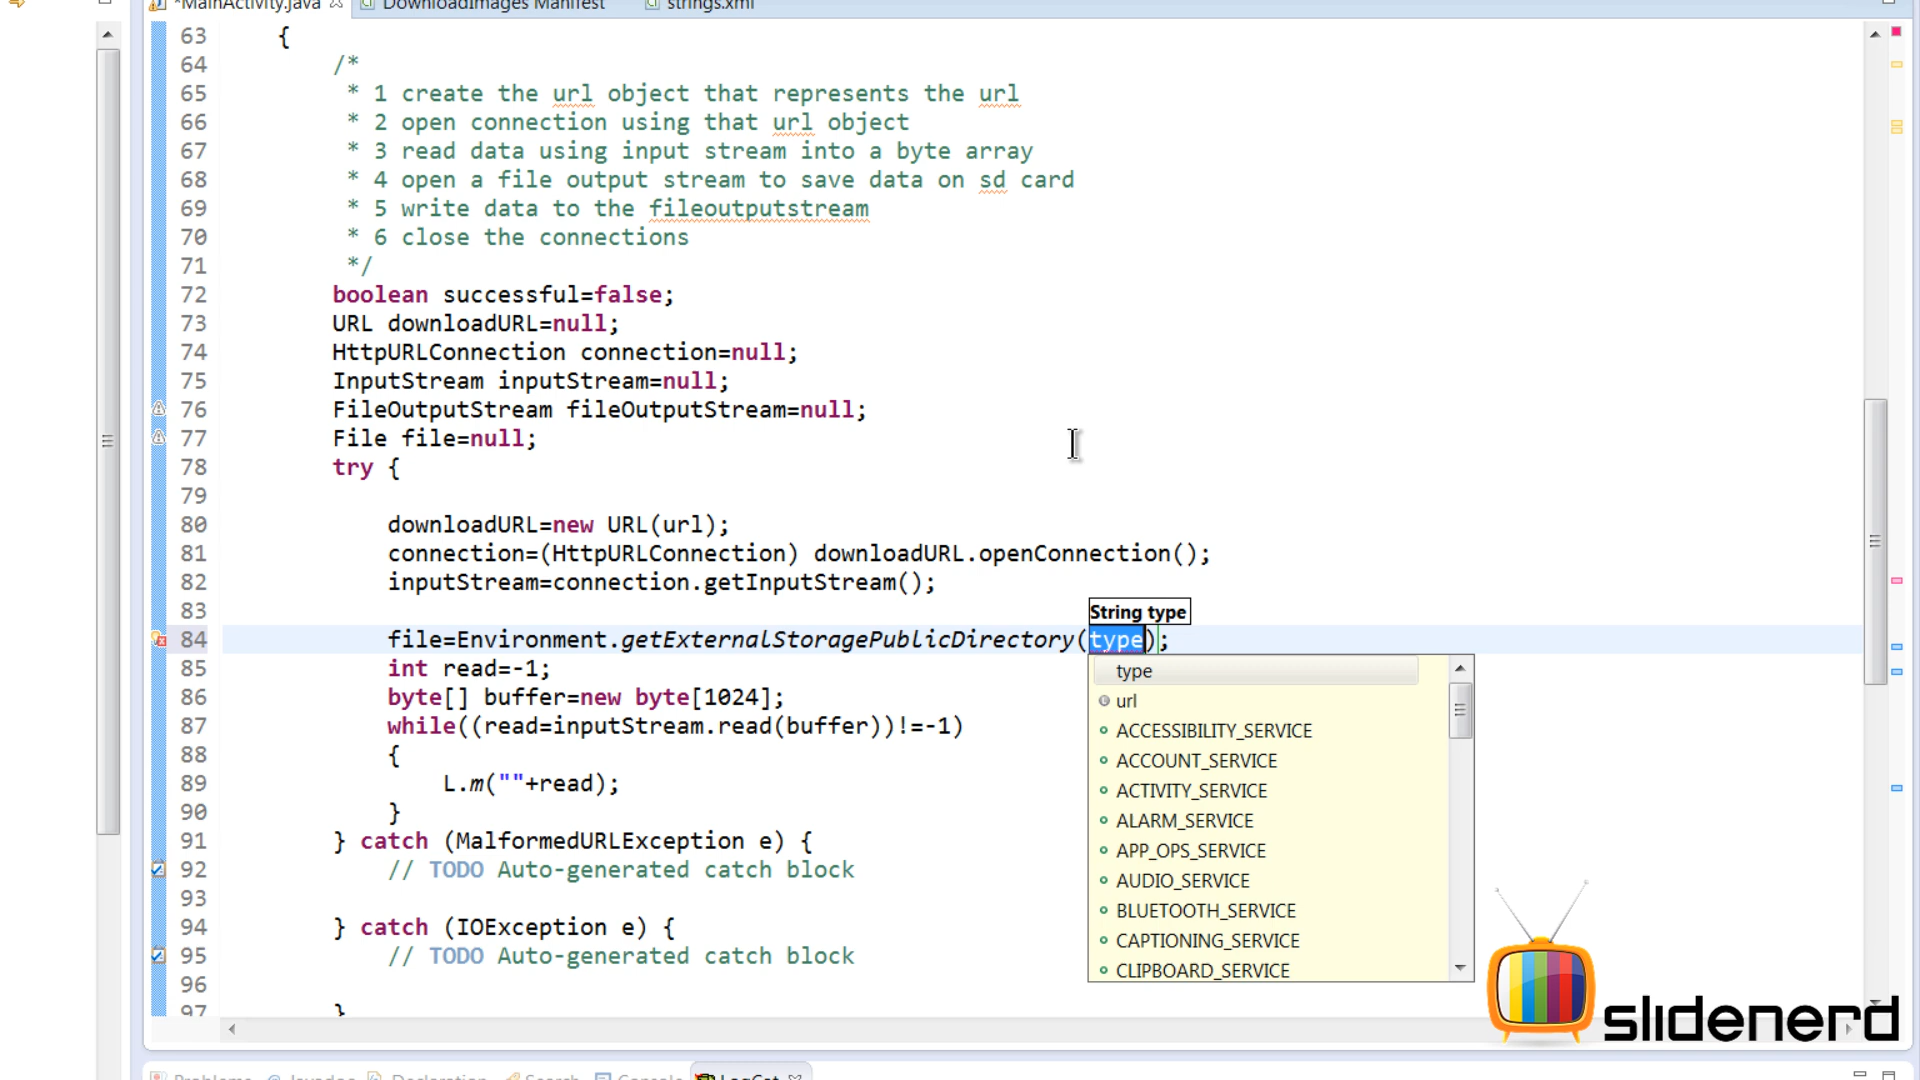 *MainActivity.java DownloadImages Manifest strings.xml
63 {
64 /*
65 * 1 create the url object that represents the url
66 * 2 open connection using that url object
67 * 3 read data using input stream into a byte array
68 * 4 open a file output stream to save data on sd card
69 * 5 write data to the fileoutputstream
70 * 6 close the connections
71 */
72 boolean successful=false;
73 URL downloadURL=null;
74 HttpURLConnection connection=null;
75 InputStream inputStream=null;
76 FileOutputStream fileOutputStream=null;
77 File file=null;
78 try {
79
80 downloadURL=new URL(url);
81 connection=(HttpURLConnection) downloadURL.openConnection();
82 inputStream=connection.getInputStream();
83
String type
84 file=Environment.getExternalStoragePublicDirectory(type);
85 int read=-1;
86 byte[] buffer=new byte[1024];
87 while((read=inputStream.read(buffer))!=-1)
88 {
89 L.m(""+read);
90 }
91 } catch (MalformedURLException e) {
92 // TODO Auto-generated catch block
93
94 } catch (IOException e) {
95 // TODO Auto-generated catch block
96
97 }
type
url
ACCESSIBILITY_SERVICE
ACCOUNT_SERVICE
ACTIVITY_SERVICE
ALARM_SERVICE
APP_OPS_SERVICE
AUDIO_SERVICE
BLUETOOTH_SERVICE
CAPTIONING_SERVICE
CLIPBOARD_SERVICE
slidenerd
Problems Javadoc Declaration Search Console LogCat